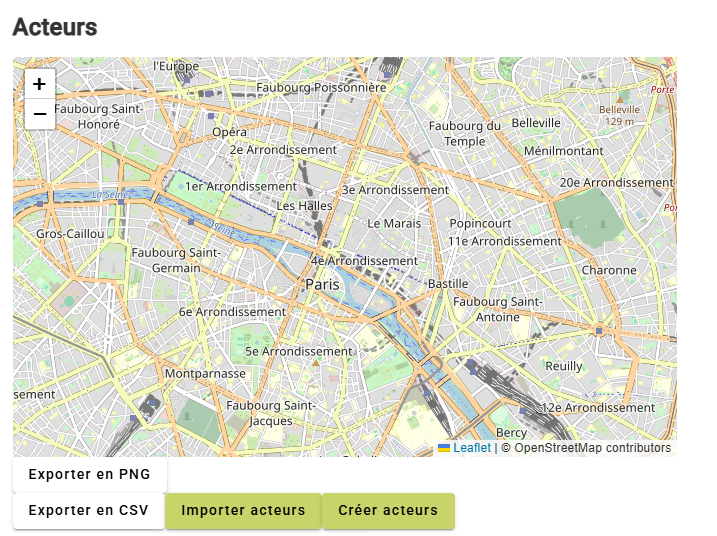 Acteurs
l'Europe
+
Faubourg Poissonnière
Porte
Faubourg Saint-
Honoré
Belleville
129 m
Opéra
Faubourg du
Temple
Belleville
2e Arrondissement
Ménilmontant
1er Arrondissement
3e Arrondissement
20e Arrondissement
La Seine
Les Halles
Le Marais
Popincourt
Gros-Caillou
Seine
11e Arrondissement
Faubourg Saint-
Germain
4e Arrondissement
Charonne
Paris
Bastille
6e Arrondissement
Faubourg Saint-
Antoine
5e Arrondissement
Reuilly
Montparnasse
sement
Faubourg Saint-
Jacques
12e Arrondissement
Bercy
Leaflet | © OpenStreetMap contributors
Exporter en PNG
Exporter en CSV
Importer acteurs
Créer acteurs